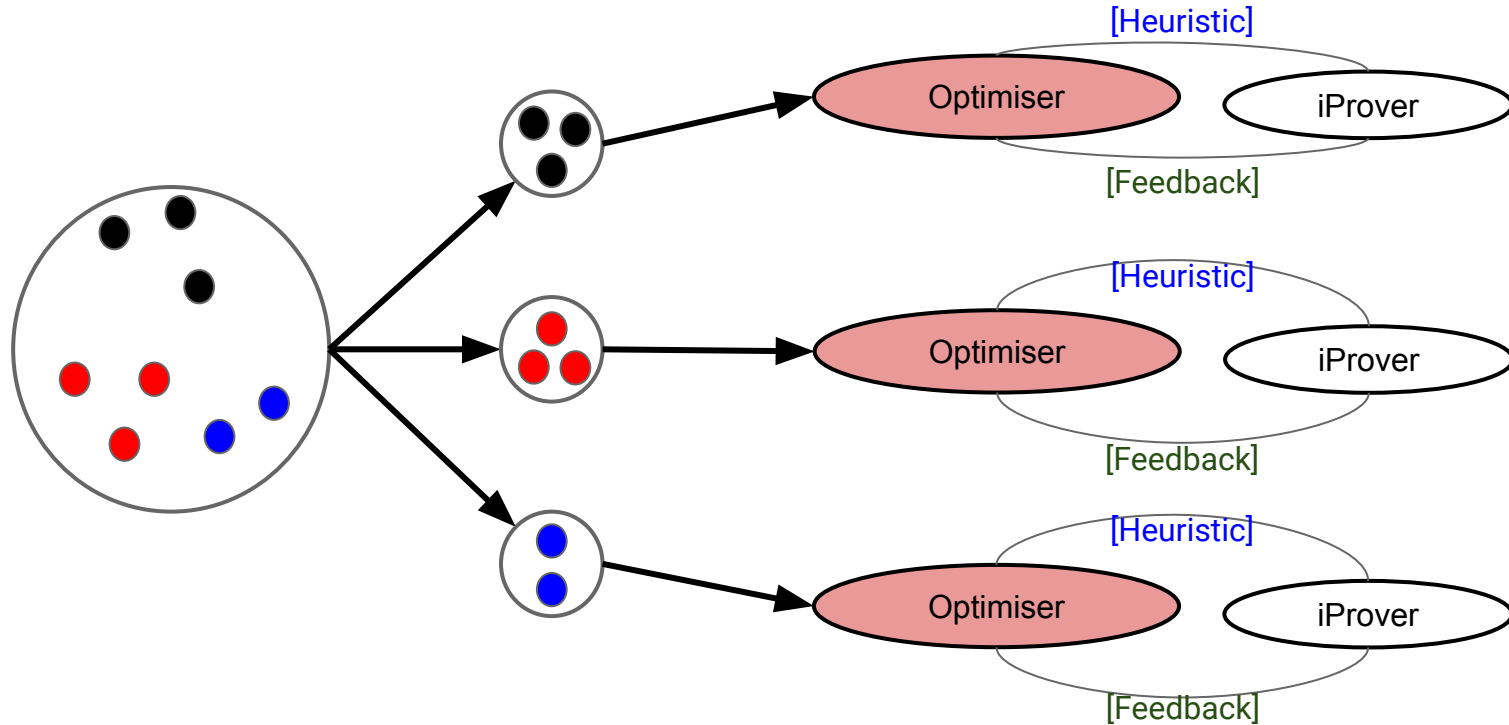 [Heuristic]
Optimiser
iProver
[Feedback]
[Heuristic]
Optimiser
iProver
[Feedback]
[Heuristic]
Optimiser
iProver
[Feedback]